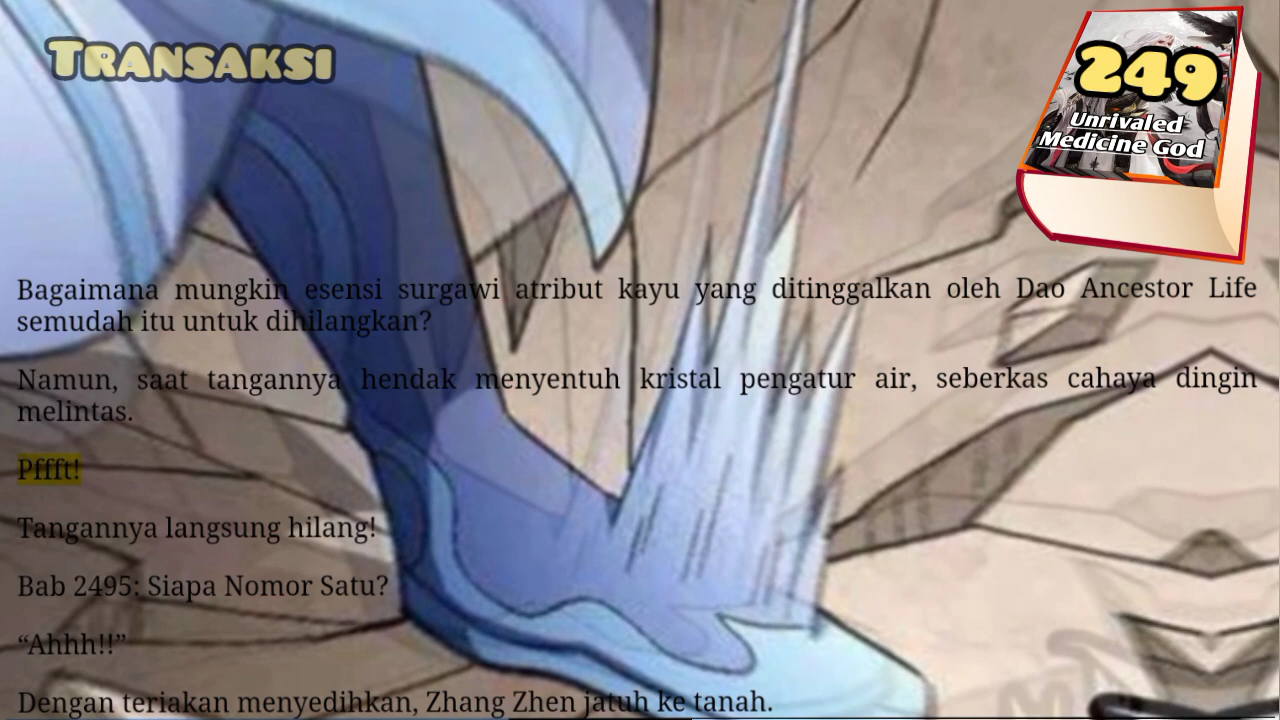 TRANSAKSI
249
Unrivaled
Medicine God
Bagaimana mungkin esensi surgawi atribut kayu yang ditinggalkan oleh Dao Ancestor Life
semudah itu untuk dihilangkan?
Namun, saat tangannya hendak menyentuh kristal pengatur air, seberkas cahaya dingin
melintas.
Pffft!
Tangannya langsung hilang!
Bab 2495: Siapa Nomor Satu?
“Ahhh!!”
Dengan teriakan menyedihkan, Zhang Zhen jatuh ke tanah.